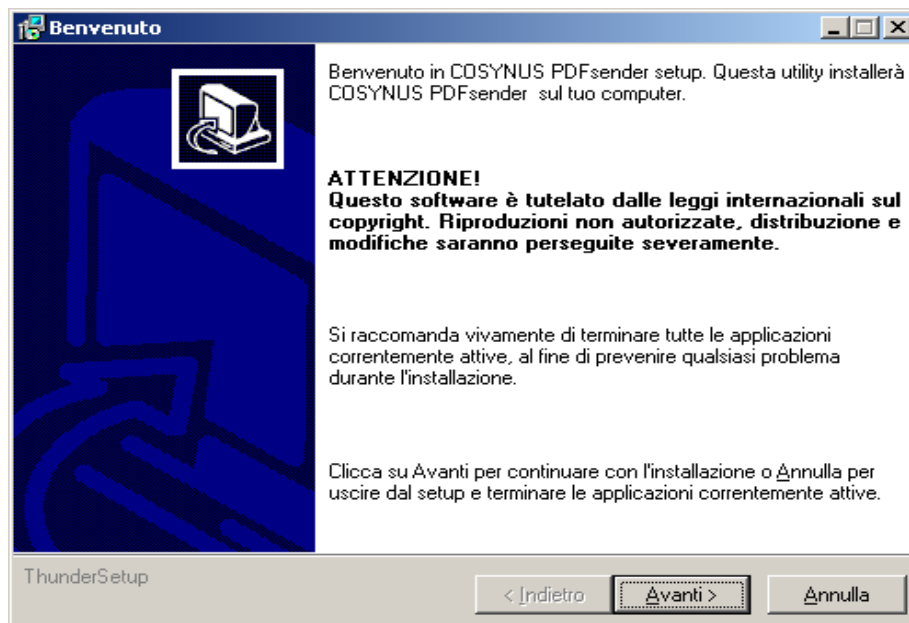 Benvenuto
Benvenuto in COSYNUS PDFsender setup. Questa utility installerà
COSYNUS PDFsender  sul tuo computer.
ATTENZIONE!
Questo software è tutelato dalle leggi internazionali sul
copyright. Riproduzioni non autorizzate, distribuzione e
modifiche saranno perseguite severamente.
Si raccomanda vivamente di terminare tutte le applicazioni
correntemente attive, al fine di prevenire qualsiasi problema
durante l'installazione.
Clicca su Avanti per continuare con l'installazione o Annulla per
uscire dal setup e terminare le applicazioni correntemente attive.
ThunderSetup
< Indietro
Avanti >
Annulla